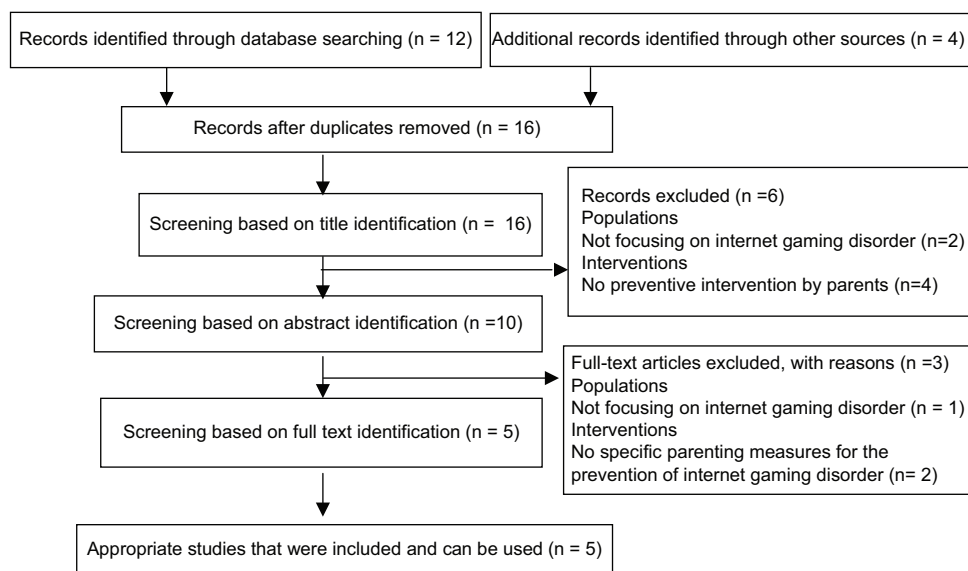 Records identified through database searching (n = 12)
Additional records identified through other sources (n = 4)
Records after duplicates removed (n = 16)
Screening based on title identification (n = 16)
Records excluded (n =6)
Populations
Not focusing on internet gaming disorder (n=2)
Interventions
No preventive intervention by parents (n=4)
Screening based on abstract identification (n =10)
Full-text articles excluded, with reasons (n =3)
Populations
Not focusing on internet gaming disorder (n = 1)
Interventions
No specific parenting measures for the
prevention of internet gaming disorder (n= 2)
Screening based on full text identification (n = 5)
Appropriate studies that were included and can be used (n = 5)